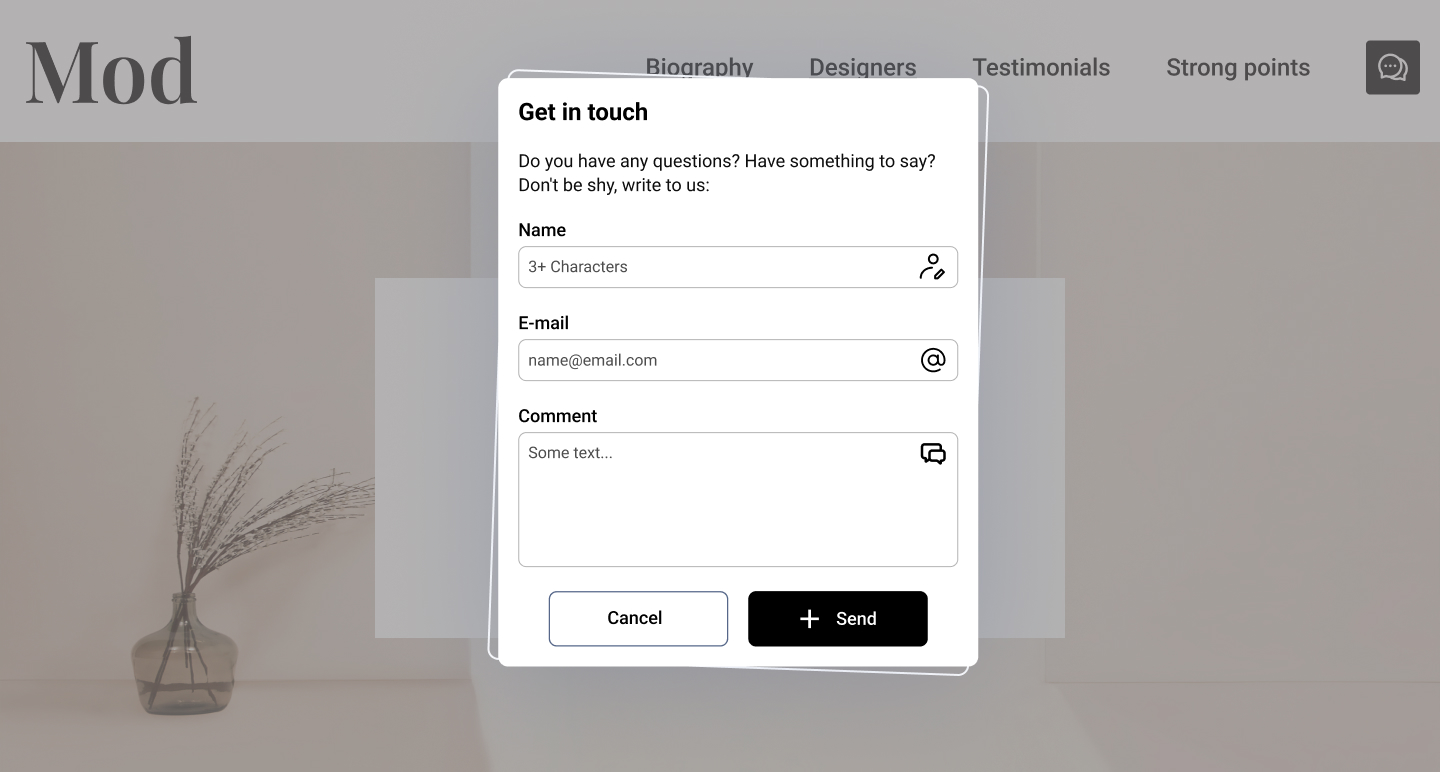 Mod
Biography Designers Testimonials Strong points
Get in touch
Do you have any questions? Have something to say?
Don't be shy, write to us:
Name
3+ Characters
E-mail
name@email.com
Comment
Some text...
Cancel
Send